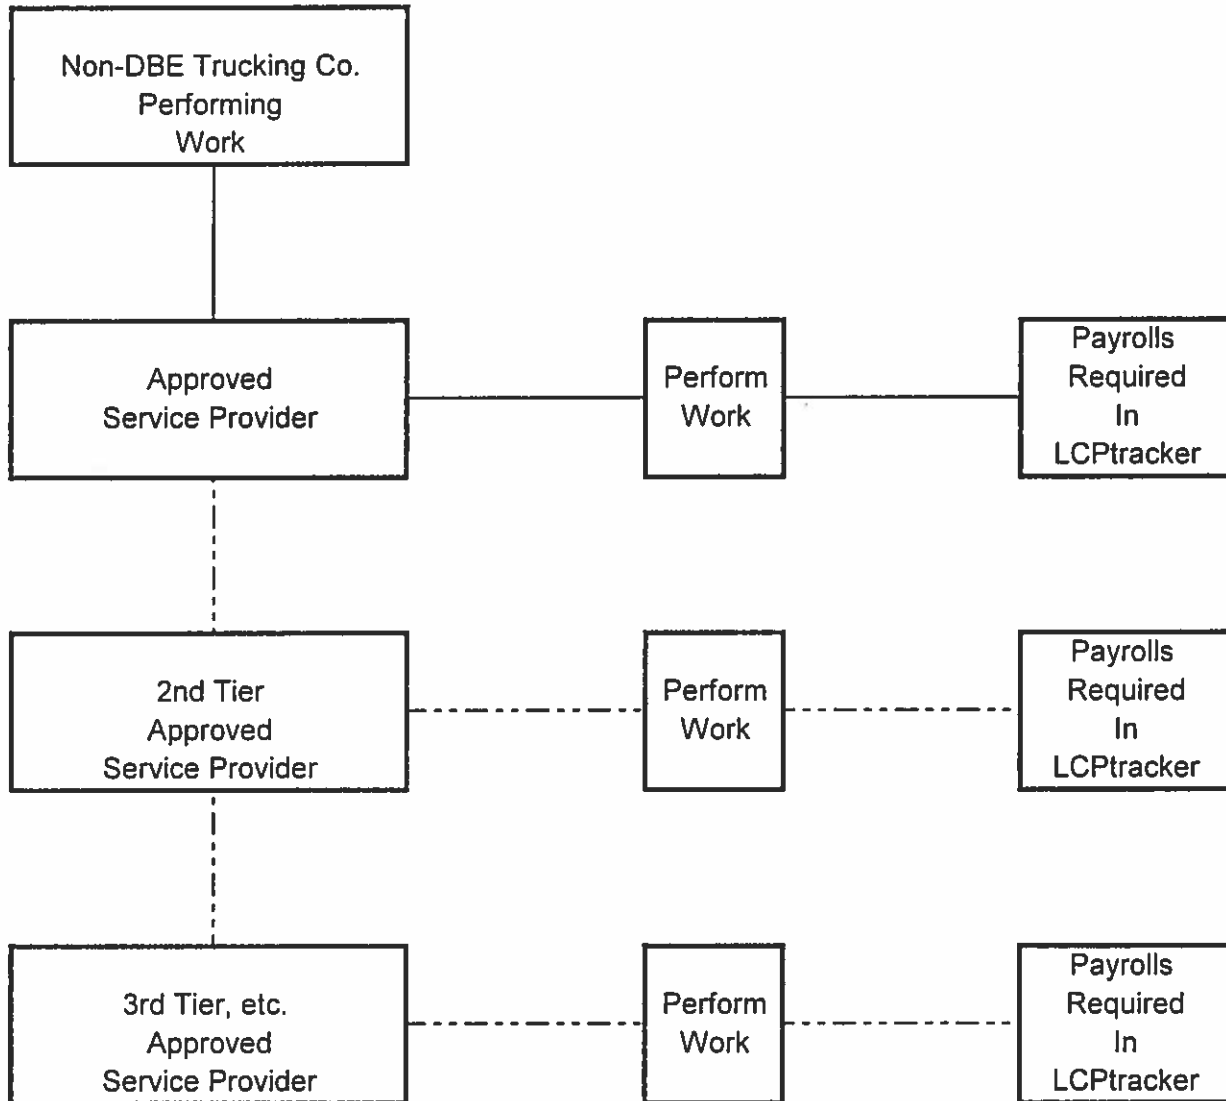 Non-DBE Trucking Co.
Performing
Work
Approved
Service Provider
Perform
Work
Payrolls
Required
In
LCPtracker
2nd Tier
Approved
Service Provider
Perform
Work
Payrolls
Required
In
LCPtracker
3rd Tier, etc.
Approved
Service Provider
Perform
Work
Payrolls
Required
In
LCPtracker